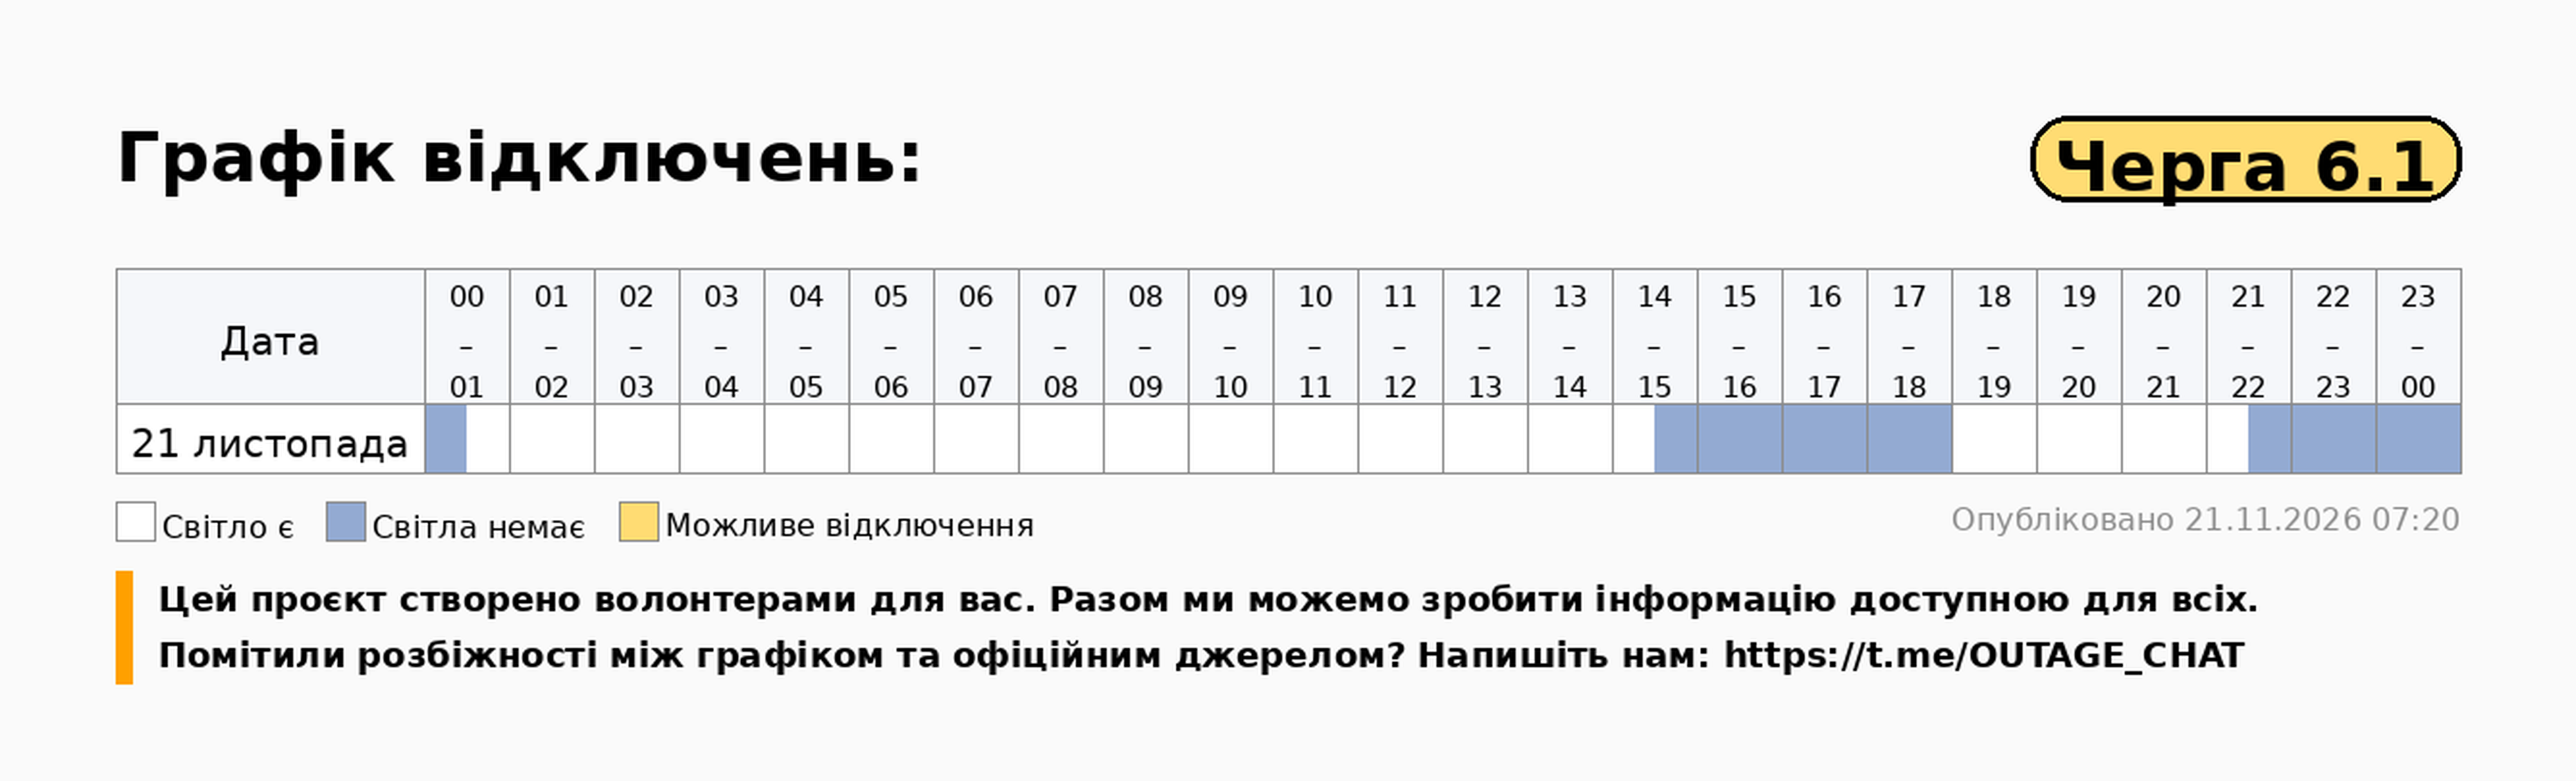 Графік відключень:
Черга 6.1
Дата
00 – 01
01 – 02
02 – 03
03 – 04
04 – 05
05 – 06
06 – 07
07 – 08
08 – 09
09 – 10
10 – 11
11 – 12
12 – 13
13 – 14
14 – 15
15 – 16
16 – 17
17 – 18
18 – 19
19 – 20
20 – 21
21 – 22
22 – 23
23 – 00
21 листопада
Світло є
Світла немає
Можливе відключення
Опубліковано 21.11.2026 07:20
Цей проєкт створено волонтерами для вас. Разом ми можемо зробити інформацію доступною для всіх.
Помітили розбіжності між графіком та офіційним джерелом? Напишіть нам: https://t.me/OUTAGE_CHAT